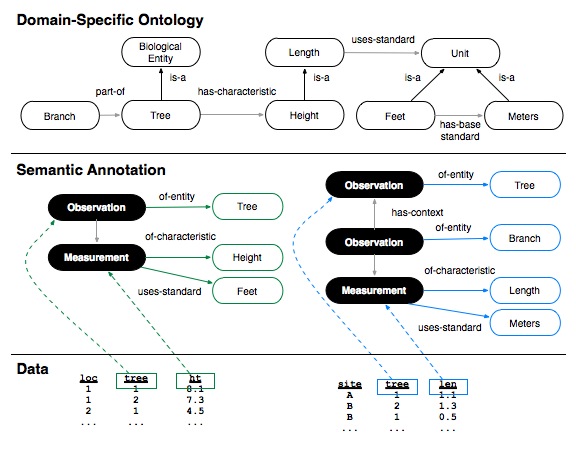 Domain-Specific Ontology
Biological
Entity
Length
uses-standard
Unit
is-a
is-a
is-a
is-a
part-of
has-characteristic
Branch
Tree
Height
Feet
has-base
standard
Meters
Semantic Annotation
Observation
of-entity
Tree
of-characteristic
Measurement
Height
uses-standard
Feet
Observation
of-entity
Tree
has-context
of-entity
Observation
Branch
of-characteristic
Measurement
Length
uses-standard
Meters
Data
loc tree ht
1 1 8.1
1 2 7.3
2 1 4.5
... ... ...
site tree len
A 1 1.1
B 2 1.3
B 1 0.5
... ... ...